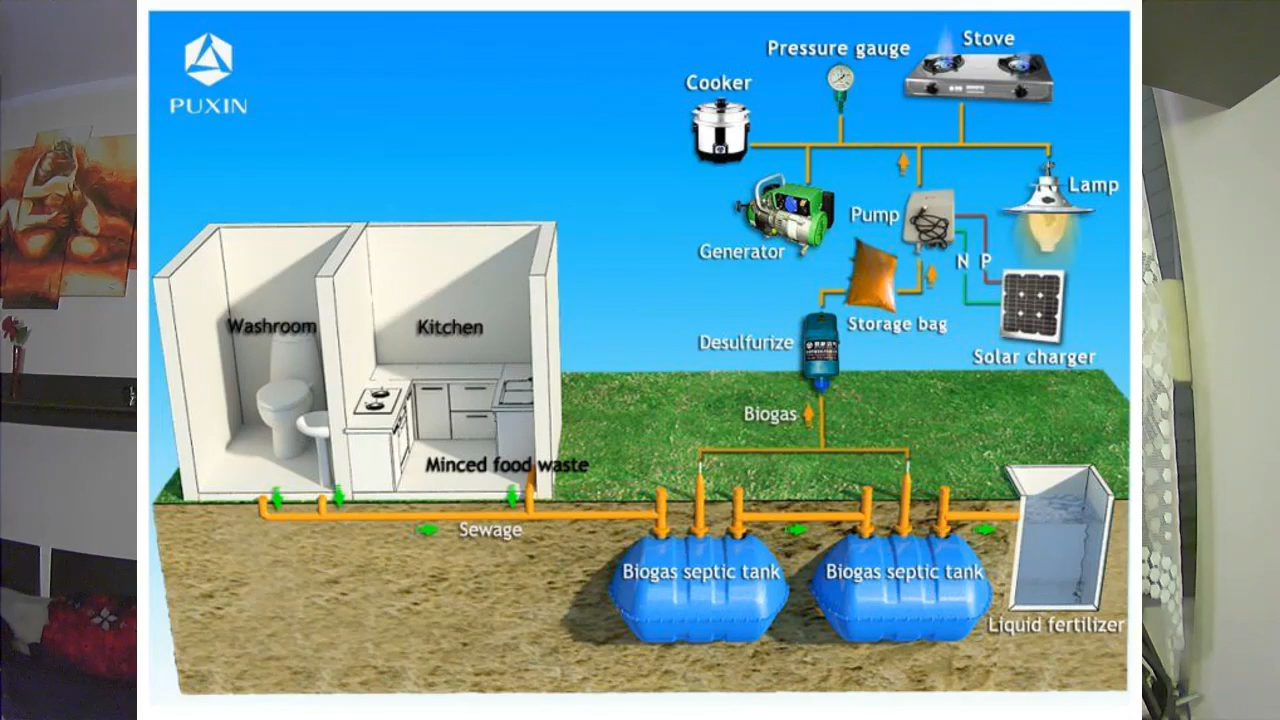 PUXIN
Pressure gauge
Stove
Cooker
Lamp
Pump
Generator
N P
Storage bag
Desulfurize
Solar charger
Washroom
Kitchen
Biogas
Minced food waste
Sewage
Biogas septic tank
Biogas septic tank
Liquid fertilizer